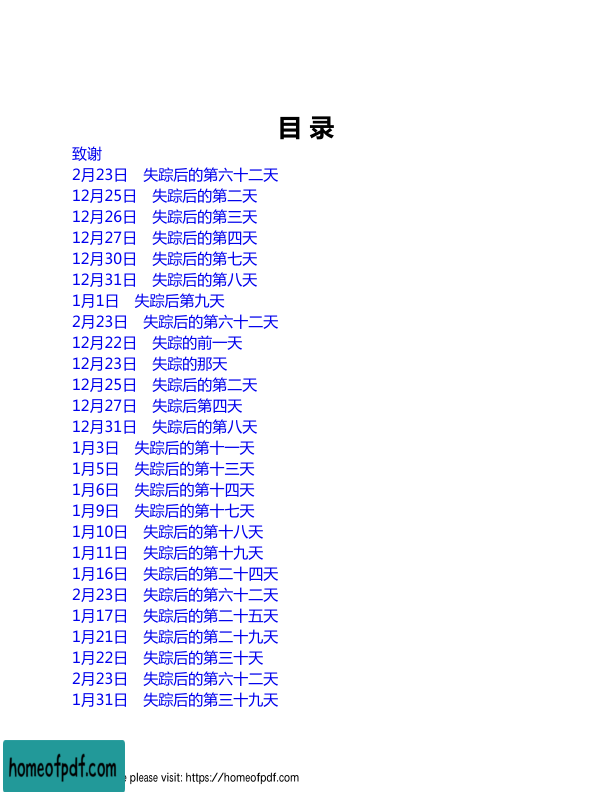 目 录
致谢
2月23日 失踪后的第六十二天
12月25日 失踪后的第二天
12月26日 失踪后的第三天
12月27日 失踪后的第四天
12月30日 失踪后的第七天
12月31日 失踪后的第八天
1月1日 失踪后第九天
2月23日 失踪后的第六十二天
12月22日 失踪的前一天
12月23日 失踪的那天
12月25日 失踪后的第二天
12月27日 失踪后第四天
12月31日 失踪后的第八天
1月3日 失踪后的第十一天
1月5日 失踪后的第十三天
1月6日 失踪后的第十四天
1月9日 失踪后的第十七天
1月10日 失踪后的第十八天
1月11日 失踪后的第十九天
1月16日 失踪后的第二十四天
2月23日 失踪后的第六十二天
1月17日 失踪后的第二十五天
1月21日 失踪后的第二十九天
1月22日 失踪后的第三十天
2月23日 失踪后的第六十二天
1月31日 失踪后的第三十九天
homeofpdf.com
please visit: https://homeofpdf.com